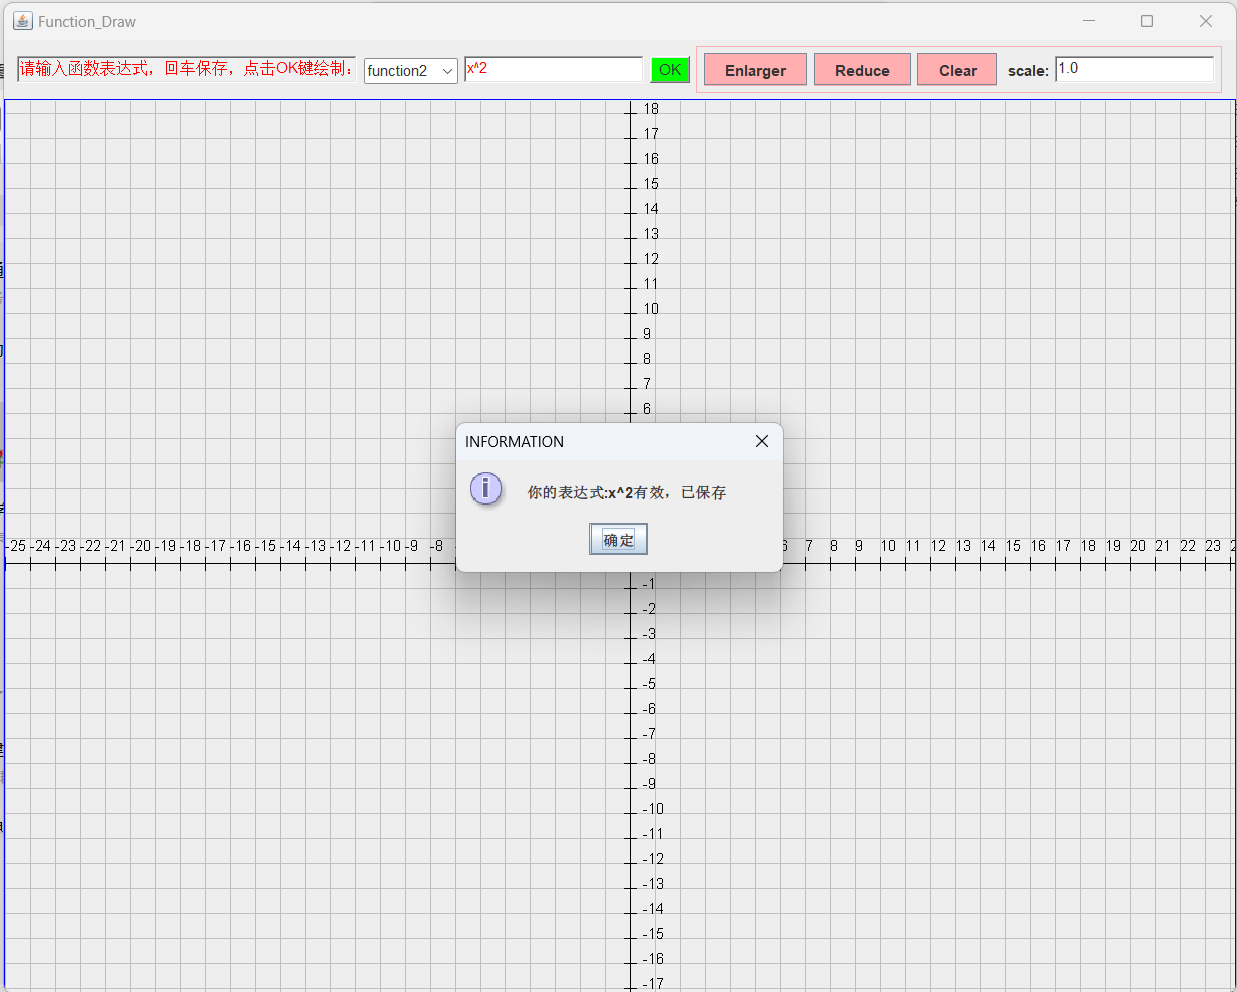 Function_Draw
请输入函数表达式，回车保存，点击OK键绘制：
function2
x^2
OK
Enlarger
Reduce
Clear
scale:
1.0
18
17
16
15
14
13
12
11
10
9
8
7
6
INFORMATION
你的表达式:x^2有效，已保存
确定
-25 -24 -23 -22 -21 -20 -19 -18 -17 -16 -15 -14 -13 -12 -11 -10 -9 -8 6 7 8 9 10 11 12 13 14 15 16 17 18 19 20 21 22 23
-1
-2
-3
-4
-5
-6
-7
-8
-9
-10
-11
-12
-13
-14
-15
-16
-17